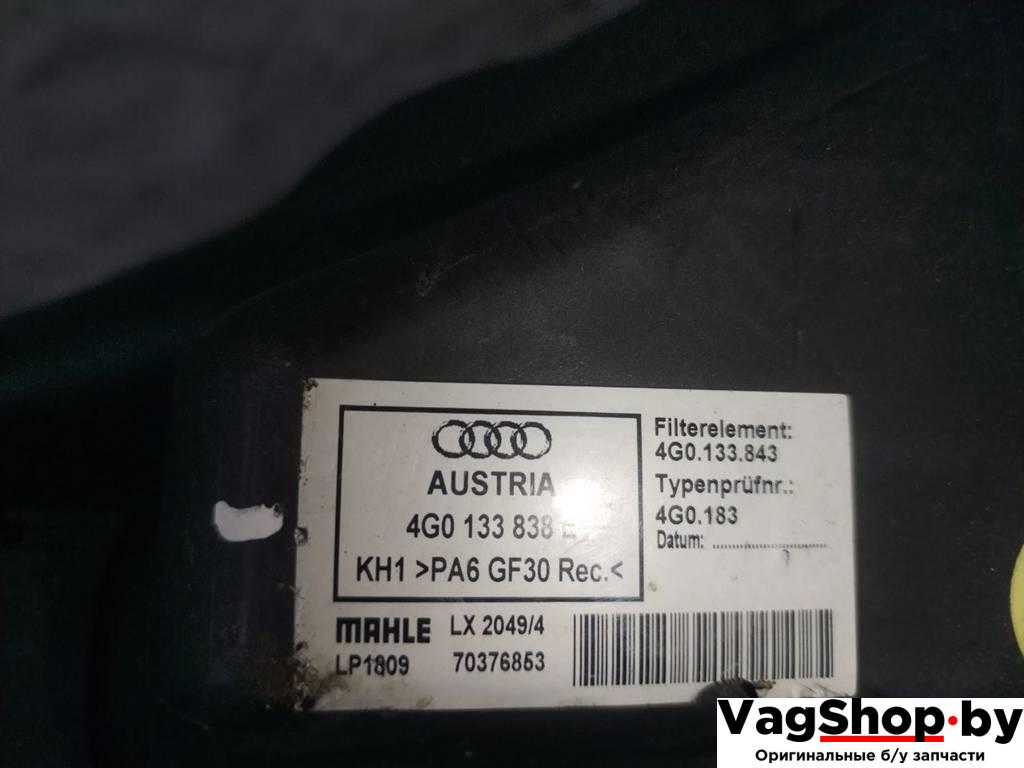 AUSTRIA
4G0 133 838 E
KH1 >PA6 GF30 Rec.<
MAHLE LX 2049/4
LP1809 70376853
Filterelement:
4G0.133.843
Typenprüfnr.:
4G0.183
Datum: ........................
VagShop.by
Оригинальные б/у запчасти